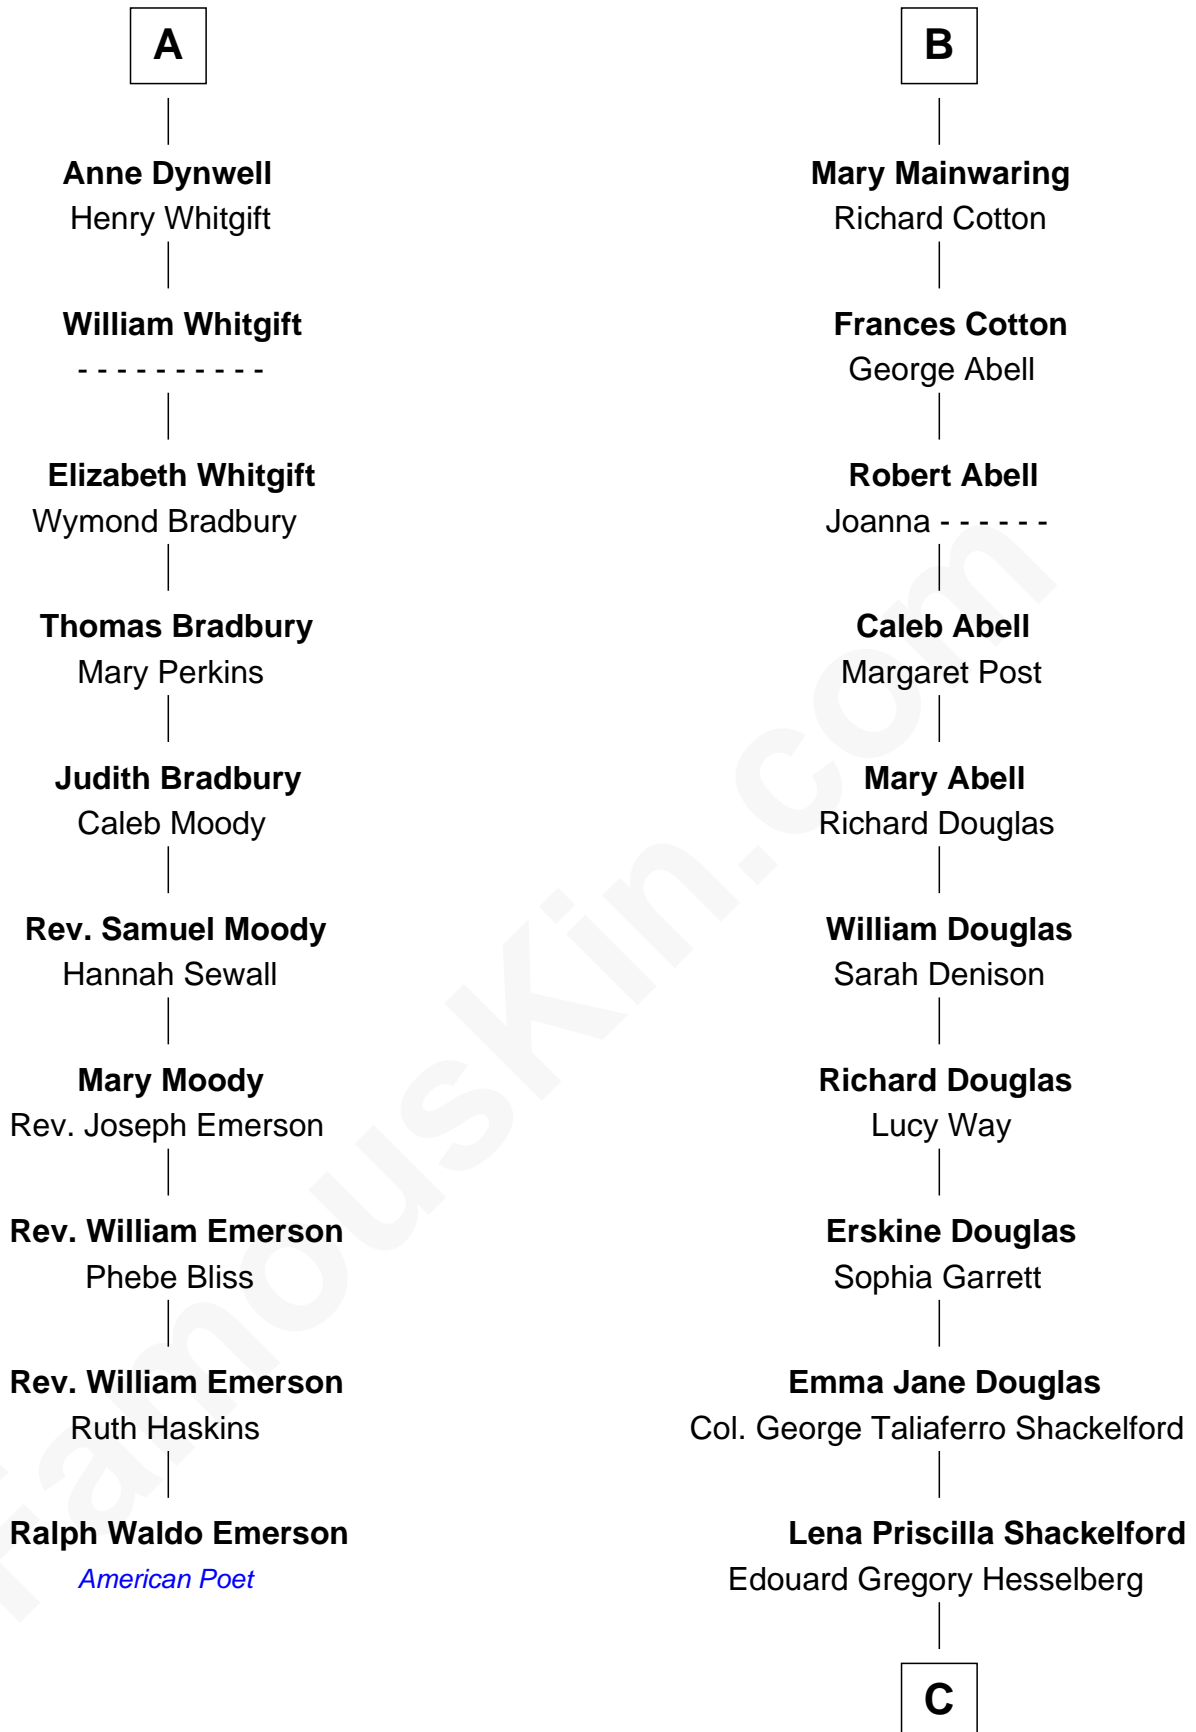 A
Anne Dynwell
Henry Whitgift
William Whitgift
- - - - - - - - - -
Elizabeth Whitgift
Wymond Bradbury
Thomas Bradbury
Mary Perkins
Judith Bradbury
Caleb Moody
Rev. Samuel Moody
Hannah Sewall
Mary Moody
Rev. Joseph Emerson
Rev. William Emerson
Phebe Bliss
Rev. William Emerson
Ruth Haskins
Ralph Waldo Emerson
American Poet
B
Mary Mainwaring
Richard Cotton
Frances Cotton
George Abell
Robert Abell
Joanna - - - - - -
Caleb Abell
Margaret Post
Mary Abell
Richard Douglas
William Douglas
Sarah Denison
Richard Douglas
Lucy Way
Erskine Douglas
Sophia Garrett
Emma Jane Douglas
Col. George Taliaferro Shackelford
Lena Priscilla Shackelford
Edouard Gregory Hesselberg
C
FamousKin.com